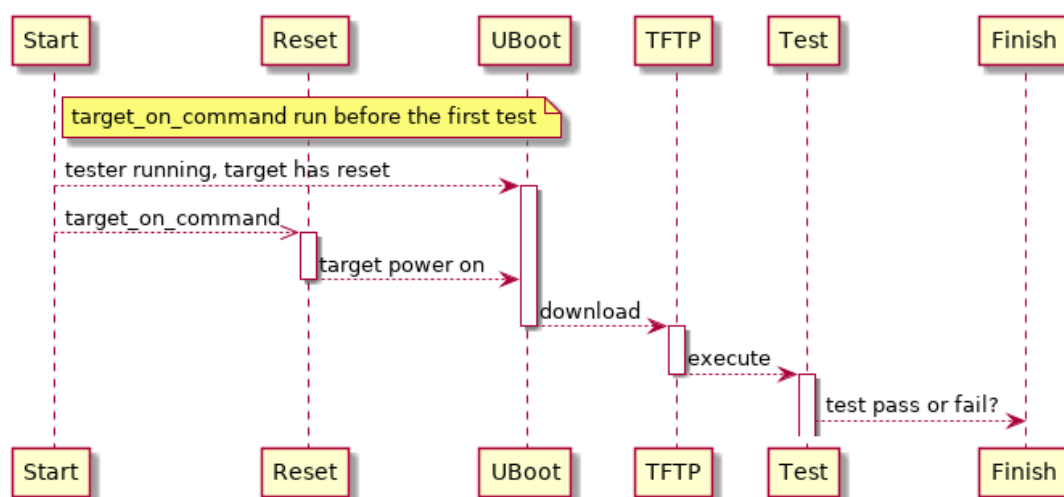 Start Reset UBoot TFTP Test Finish
target_on_command run before the first test
tester running, target has reset
target_on_command
target power on
download
execute
test pass or fail?
Start Reset UBoot TFTP Test Finish